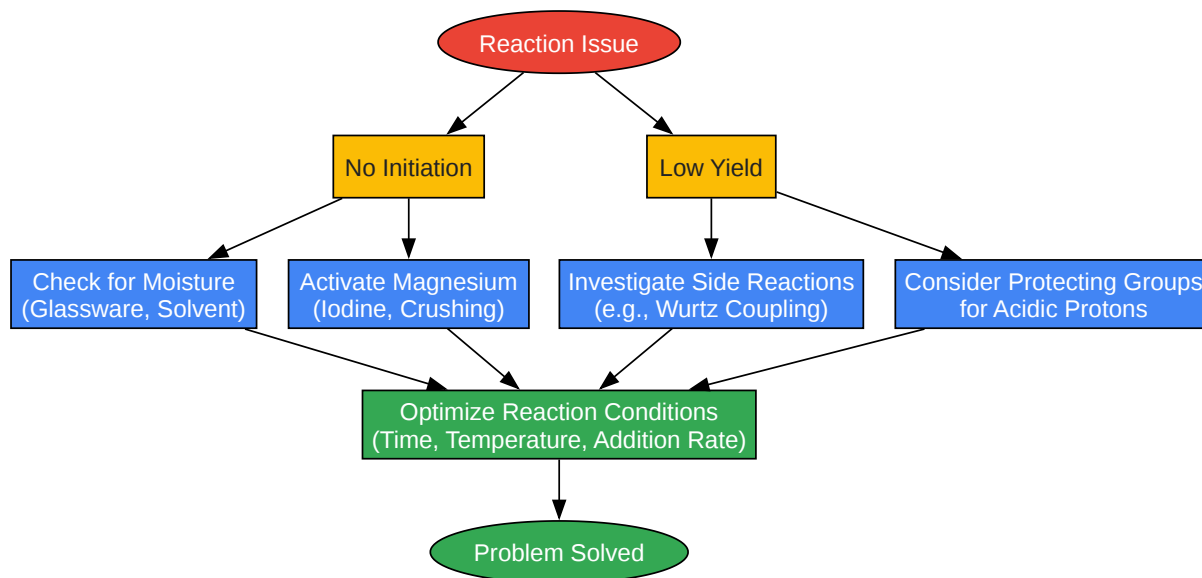 Reaction Issue
No Initiation
Low Yield
Check for Moisture
(Glassware, Solvent)
Activate Magnesium
(Iodine, Crushing)
Investigate Side Reactions
(e.g., Wurtz Coupling)
Consider Protecting Groups
for Acidic Protons
Optimize Reaction Conditions
(Time, Temperature, Addition Rate)
Problem Solved